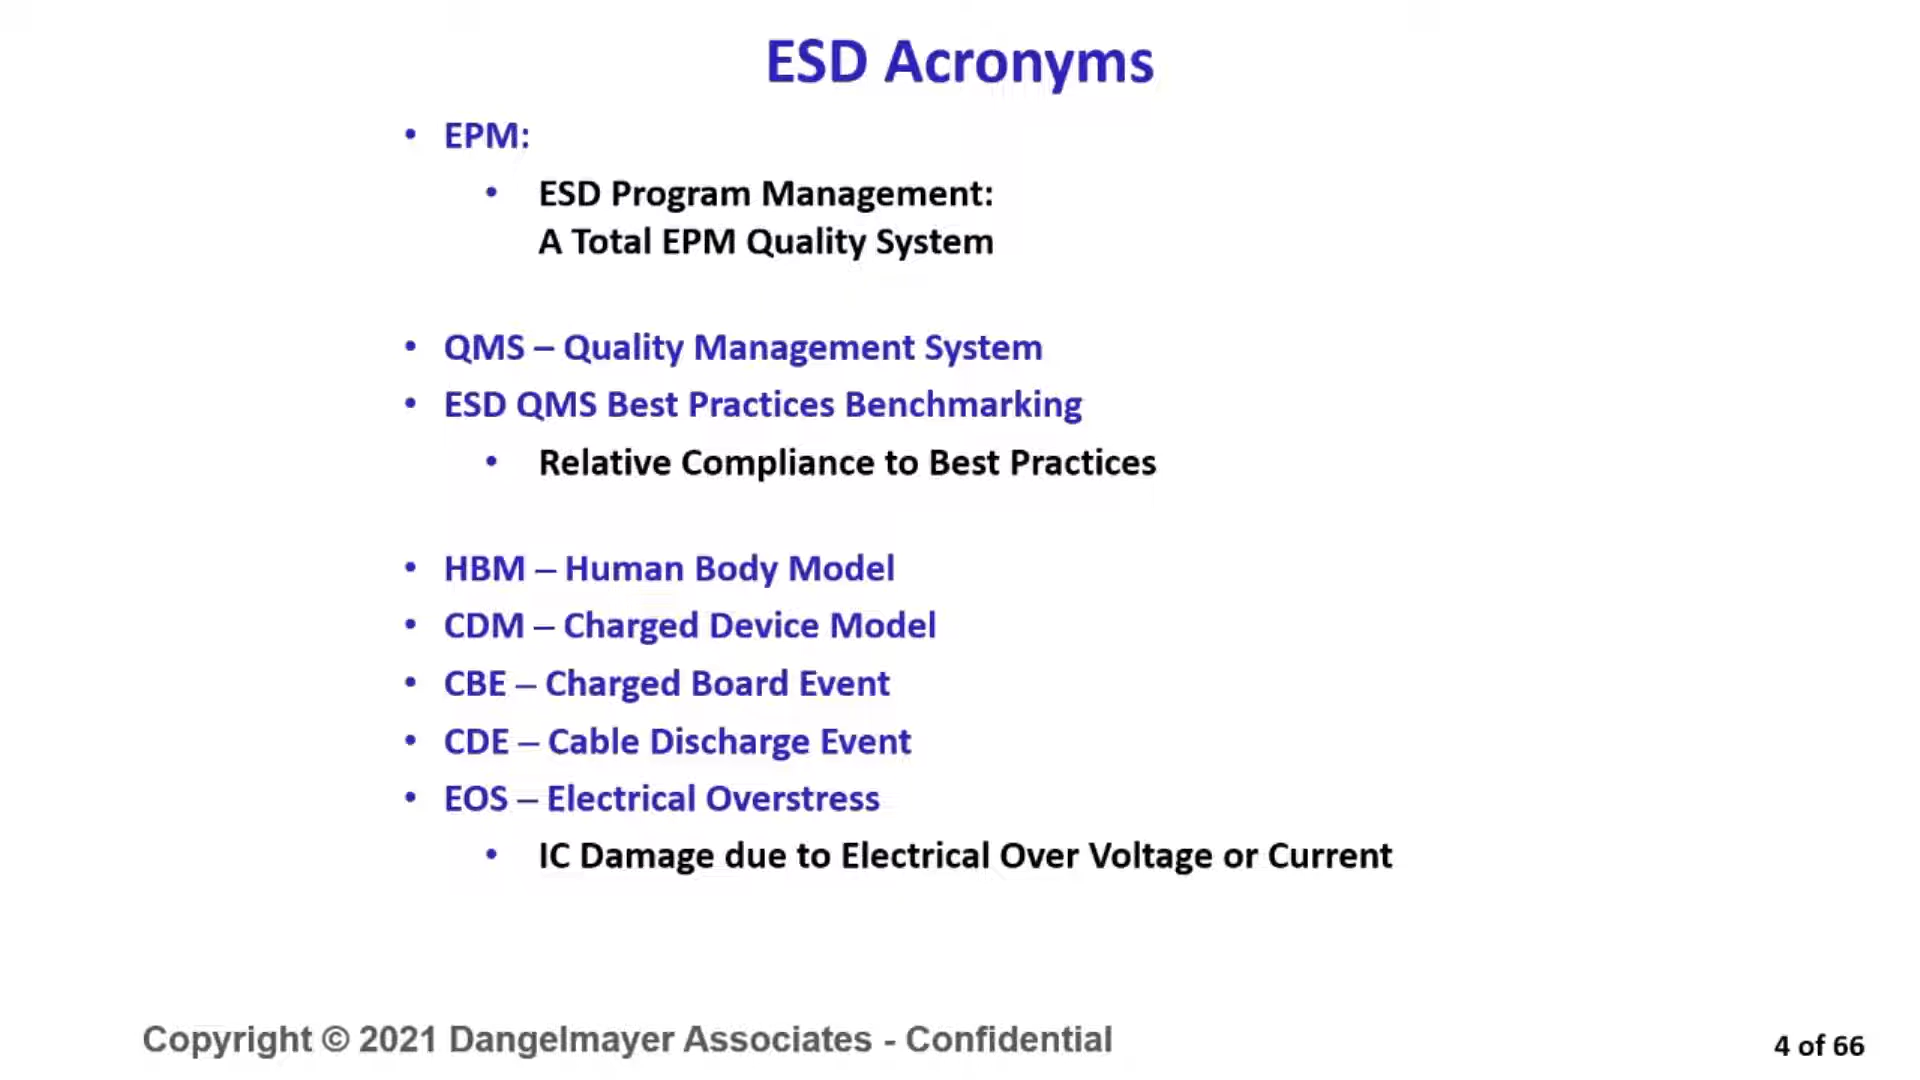 ESD Acronyms
• EPM:
• ESD Program Management:
A Total EPM Quality System
• QMS – Quality Management System
• ESD QMS Best Practices Benchmarking
• Relative Compliance to Best Practices
• HBM – Human Body Model
• CDM – Charged Device Model
• CBE – Charged Board Event
• CDE – Cable Discharge Event
• EOS – Electrical Overstress
• IC Damage due to Electrical Over Voltage or Current
Copyright © 2021 Dangelmayer Associates - Confidential
4 of 66